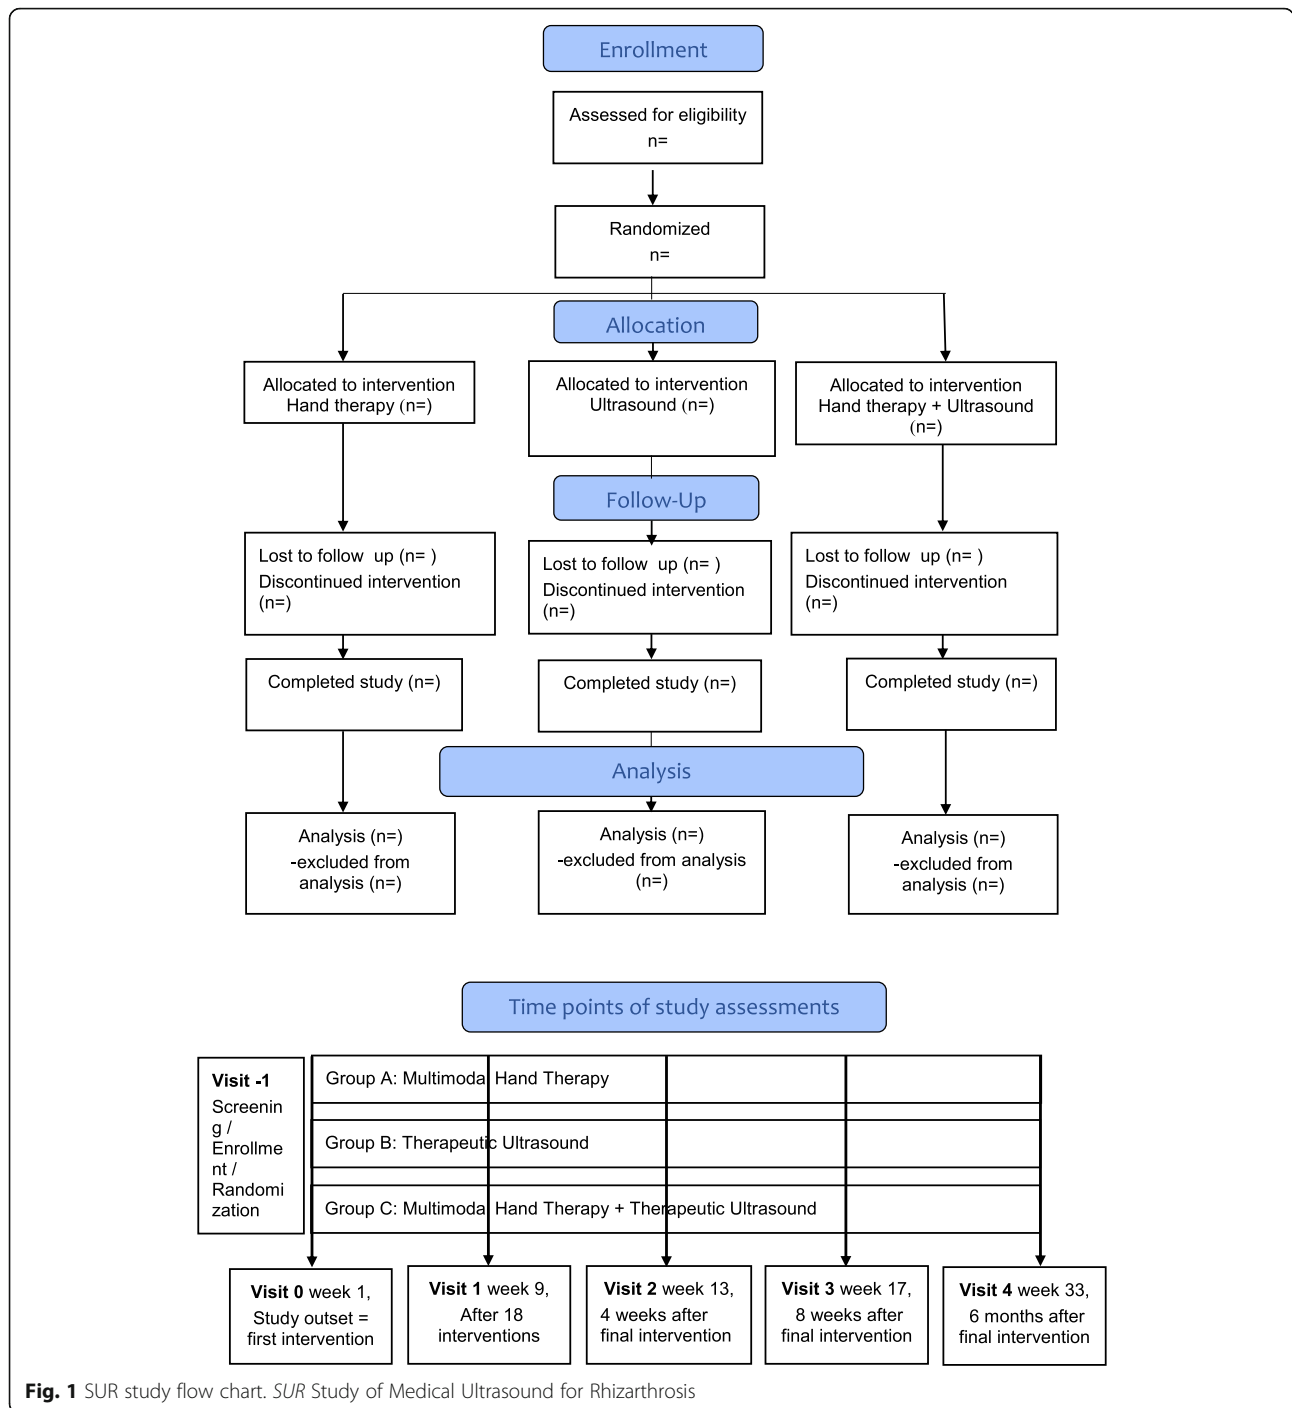 Enrollment
Assessed for eligibility
n=
Randomized
n=
Allocation
Allocated to intervention
Hand therapy (n=)
Allocated to intervention
Ultrasound (n=)
Allocated to intervention
Hand therapy + Ultrasound
(n=)
Follow-Up
Lost to follow  up (n= )
Discontinued intervention
(n=)
Lost to follow up (n= )
Discontinued intervention
(n=)
Lost to follow up (n= )
Discontinued intervention
(n=)
Completed study (n=)
Completed study (n=)
Completed study (n=)
Analysis
Analysis (n=)
-excluded from
analysis (n=)
Analysis (n=)
-excluded from analysis
(n=)
Analysis (n=)
-excluded from
analysis (n=)
Time points of study assessments
Visit -1
Screenin
g /
Enrollme
nt /
Randomi
zation
Group A: Multimodal Hand Therapy
Group B: Therapeutic Ultrasound
Group C: Multimodal Hand Therapy + Therapeutic Ultrasound
Visit 0 week 1,
Study outset =
first intervention
Visit 1 week 9,
After 18
interventions
Visit 2 week 13,
4 weeks after
final intervention
Visit 3 week 17,
8 weeks after
final intervention
Visit 4 week 33,
6 months after
final intervention
Fig. 1 SUR study flow chart. SUR Study of Medical Ultrasound for Rhizarthrosis